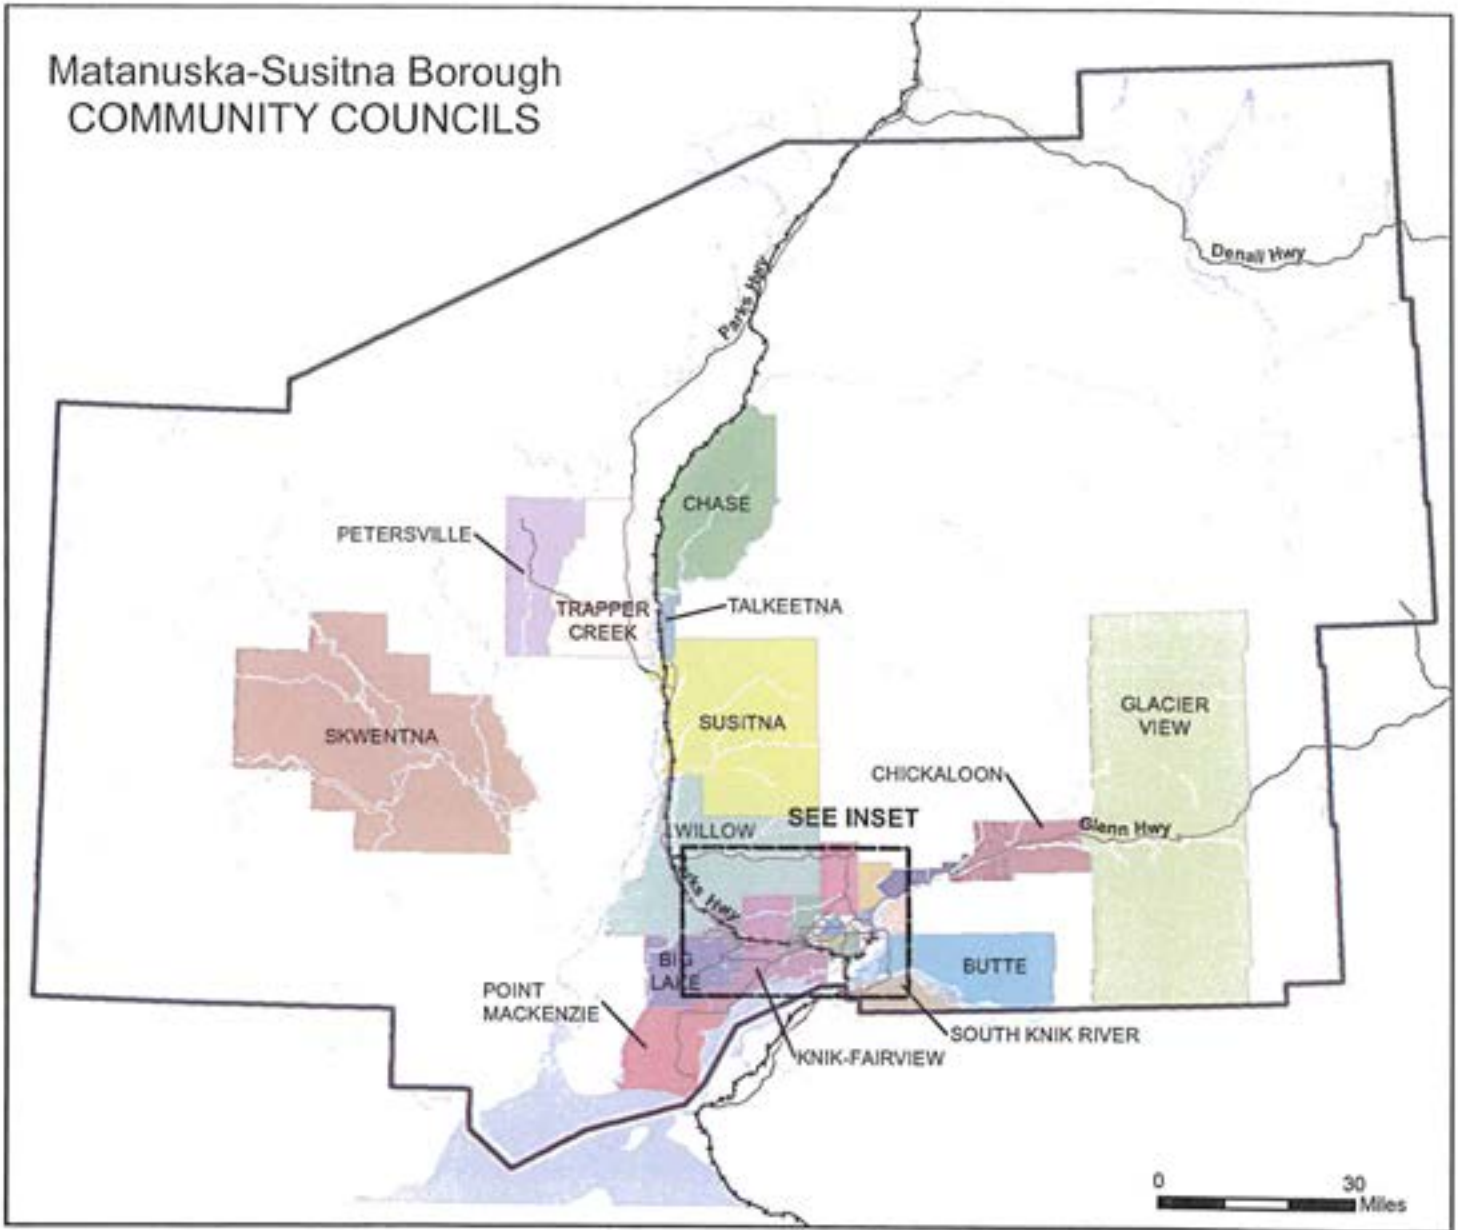 Matanuska-Susitna Borough
COMMUNITY COUNCILS
Denali Hwy
Parks Hwy
CHASE
PETERSVILLE
TRAPPER
CREEK
TALKEETNA
SUSITNA
SKWENTNA
GLACIER
VIEW
CHICKALOON
SEE INSET
WILLOW
Glenn Hwy
Parks Hwy
BIG
LAKE
BUTTE
POINT
MACKENZIE
SOUTH KNIK RIVER
KNIK-FAIRVIEW
0 30
Miles